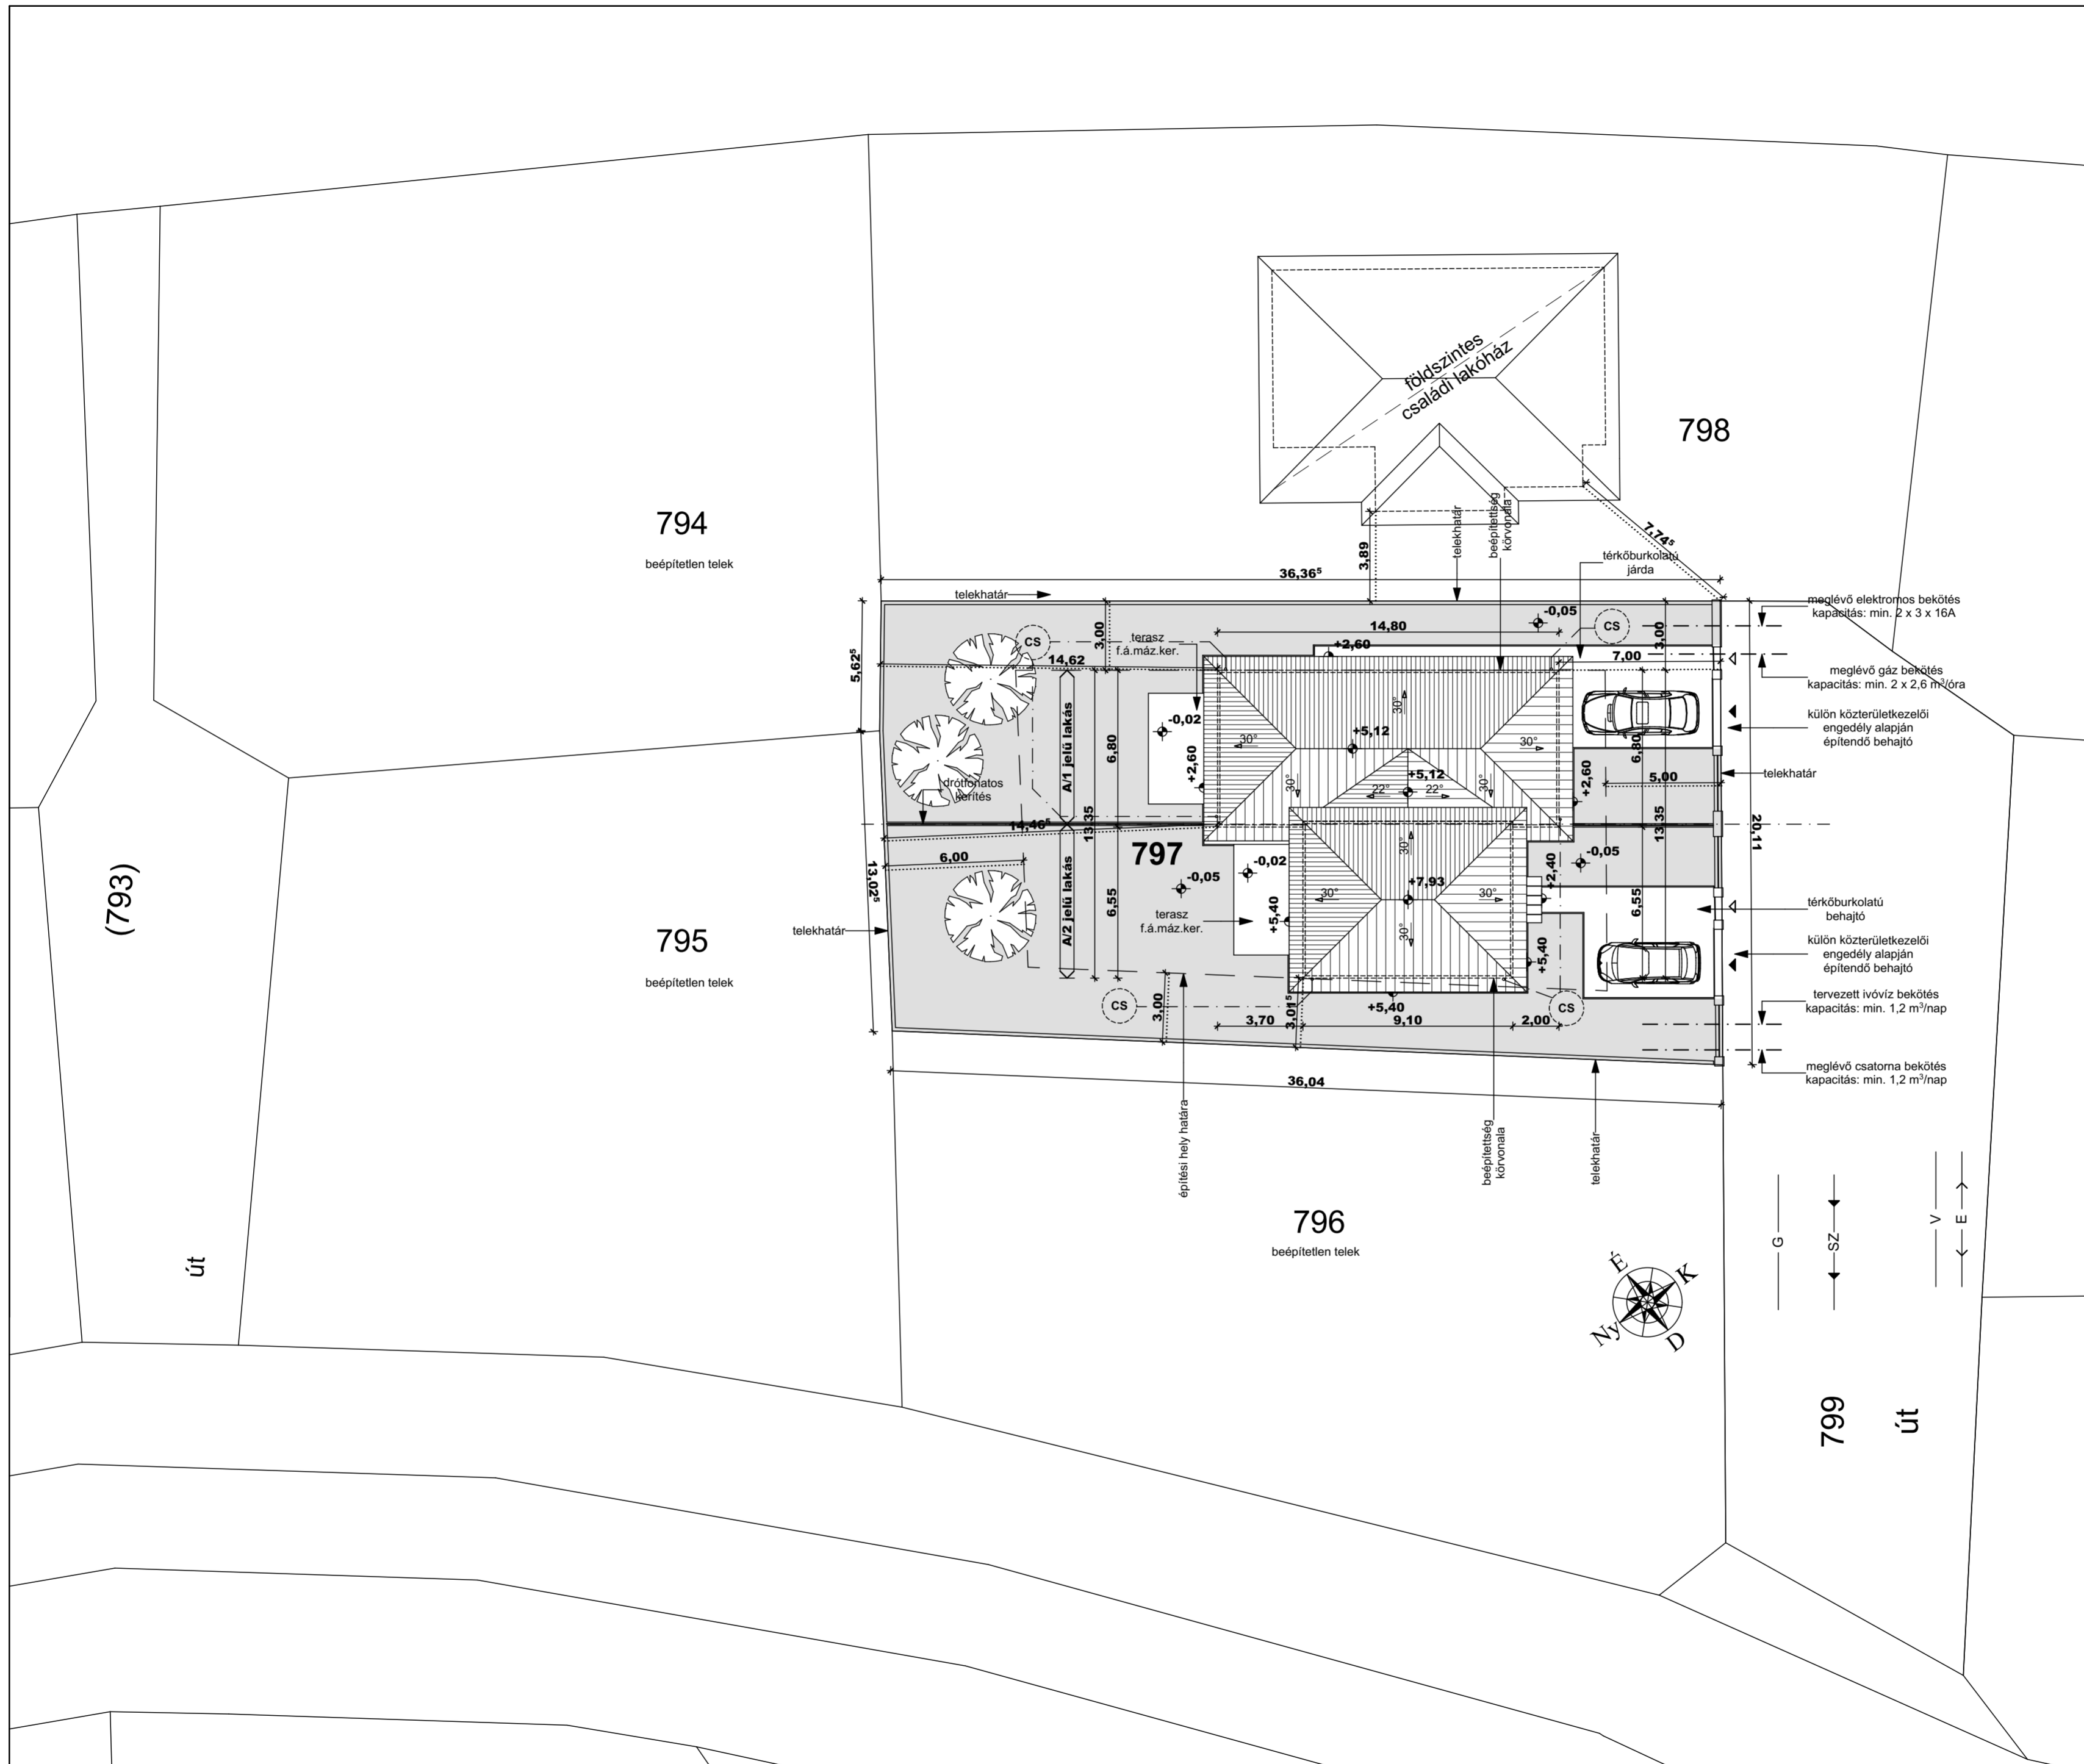 földszintes
családi lakóház
798
794
beépítetlen telek
telekhatár
beépítettség
körvonala
3,89
7,74⁵
térkőburkolatú
járda
36,36⁵
telekhatár
meglévő elektromos bekötés
kapacitás: min. 2 x 3 x 16A
-0,05
CS
CS
3,00
terasz
f.á.máz.ker.
14,80
3,00
+2,60
7,00
14,62
5,62⁵
meglévő gáz bekötés
kapacitás: min. 2 x 2,6 m³/óra
külön közterületkezelői
engedély alapján
építendő behajtó
30°
-0,02
+5,12
30°
30°
A/1 jelű lakás
6,80
6,80
+2,60
+5,12
+2,60
5,00
telekhatár
drótfonatos
kerítés
30°
22°
22°
30°
14,46⁵
13,35
13,35
20,11
797
30°
6,00
-0,02
-0,05
+2,40
13,02⁵
-0,05
+7,93
30°
30°
A/2 jelű lakás
6,55
6,55
térkőburkolatú
behajtó
terasz
f.á.máz.ker.
+5,40
30°
(793)
795
beépítetlen telek
telekhatár
+5,40
külön közterületkezelői
engedély alapján
építendő behajtó
CS
3,00
3,01⁵
+5,40
CS
tervezett ivóvíz bekötés
kapacitás: min. 1,2 m³/nap
3,70
9,10
2,00
meglévő csatorna bekötés
kapacitás: min. 1,2 m³/nap
36,04
építési hely határa
beépítettség
körvonala
telekhatár
796
beépítetlen telek
G
SZ
V
E
út
É
K
Ny
D
799
út